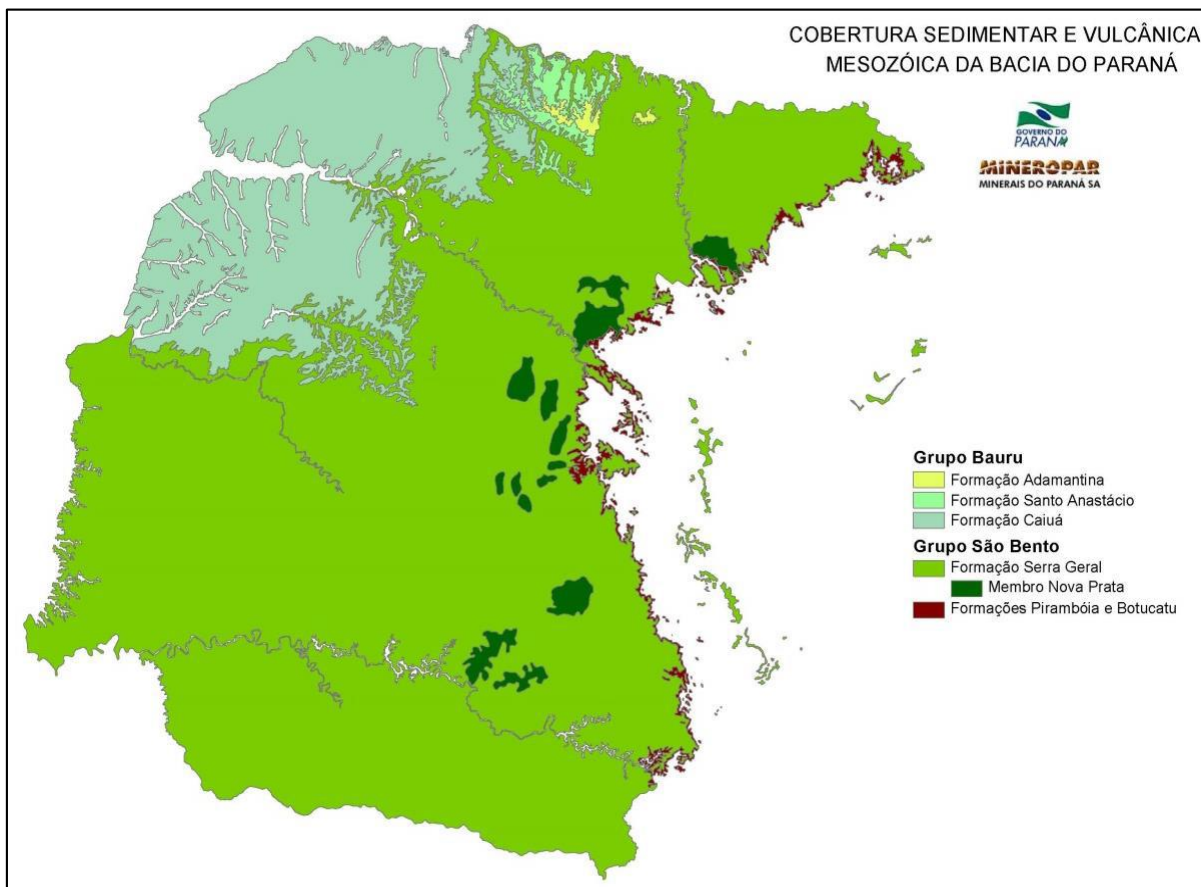 COBERTURA SEDIMENTAR E VULCÂNICA
MESOZÓICA DA BACIA DO PARANÁ
GOVERNO DO
PARANÁ
MINEROPAR
MINERAIS DO PARANÁ SA
Grupo Bauru
Formação Adamantina
Formação Santo Anastácio
Formação Caiuá
Grupo São Bento
Formação Serra Geral
Membro Nova Prata
Formações Pirambóia e Botucatu